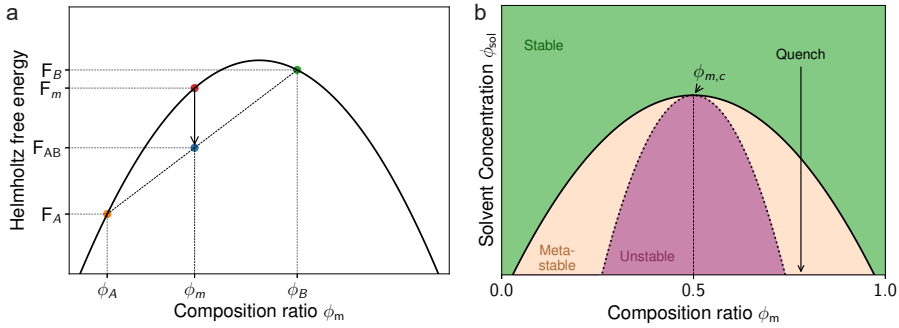 a
Helmholtz free energy
F_B
F_m
F_AB
F_A
ϕ_A
ϕ_m
ϕ_B
Composition ratio ϕ_m
b
Solvent Concentration ϕ_sol
Stable
Quench
ϕ_m,c
Meta-
stable
Unstable
0.0
0.5
1.0
Composition ratio ϕ_m